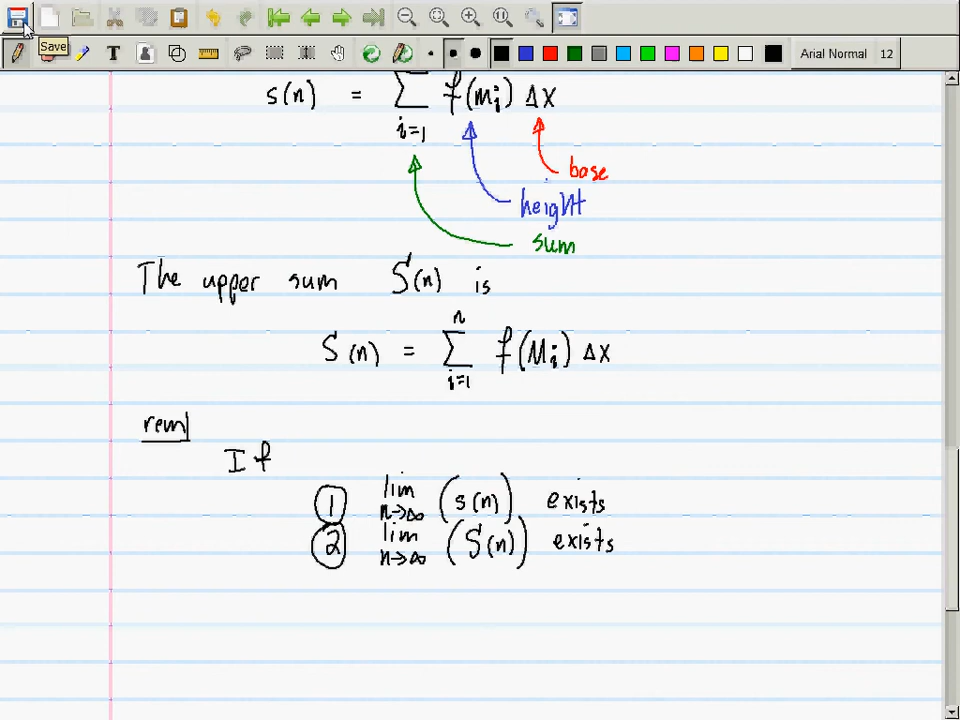 Save
Arial Normal 12
s(n) = ∑ f(mᵢ) Δx
i=1
base
height
sum
The upper sum S(n) is
n
S(n) = ∑ f(Mᵢ) Δx
i=1
rem
If
1 lim n→∞ (s(n)) exists
2 lim n→∞ (S(n)) exists